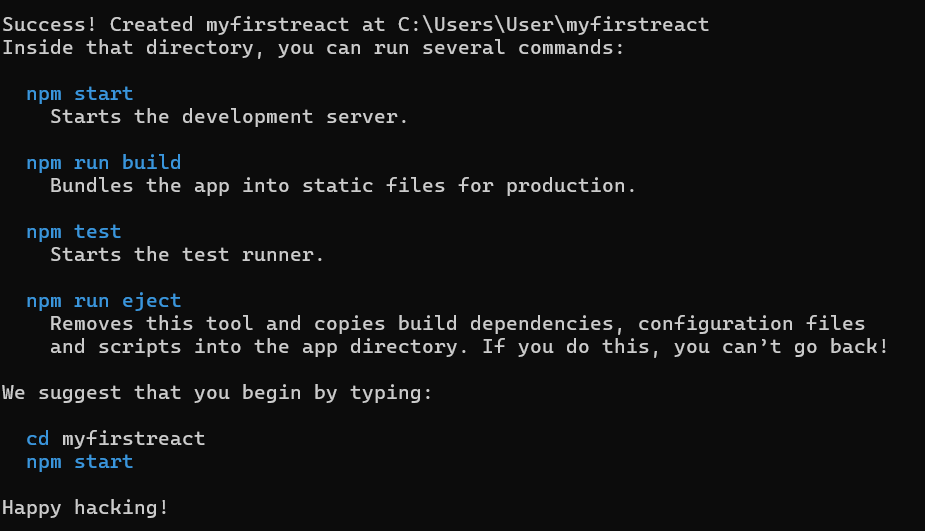 Success! Created myfirstreact at C:\Users\User\myfirstreact
Inside that directory, you can run several commands:
npm start
Starts the development server.
npm run build
Bundles the app into static files for production.
npm test
Starts the test runner.
npm run eject
Removes this tool and copies build dependencies, configuration files
and scripts into the app directory. If you do this, you can’t go back!
We suggest that you begin by typing:
cd myfirstreact
npm start
Happy hacking!